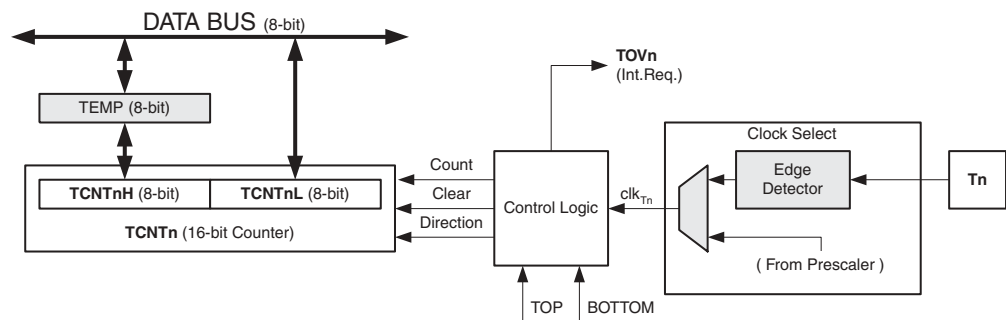 DATA BUS (8-bit)
TOVn
(Int.Req.)
TEMP (8-bit)
Clock Select
Count
Edge
Detector
Tn
TCNTnH (8-bit)
TCNTnL (8-bit)
Clear
Control Logic
clkTn
TCNTn (16-bit Counter)
Direction
( From Prescaler )
TOP
BOTTOM